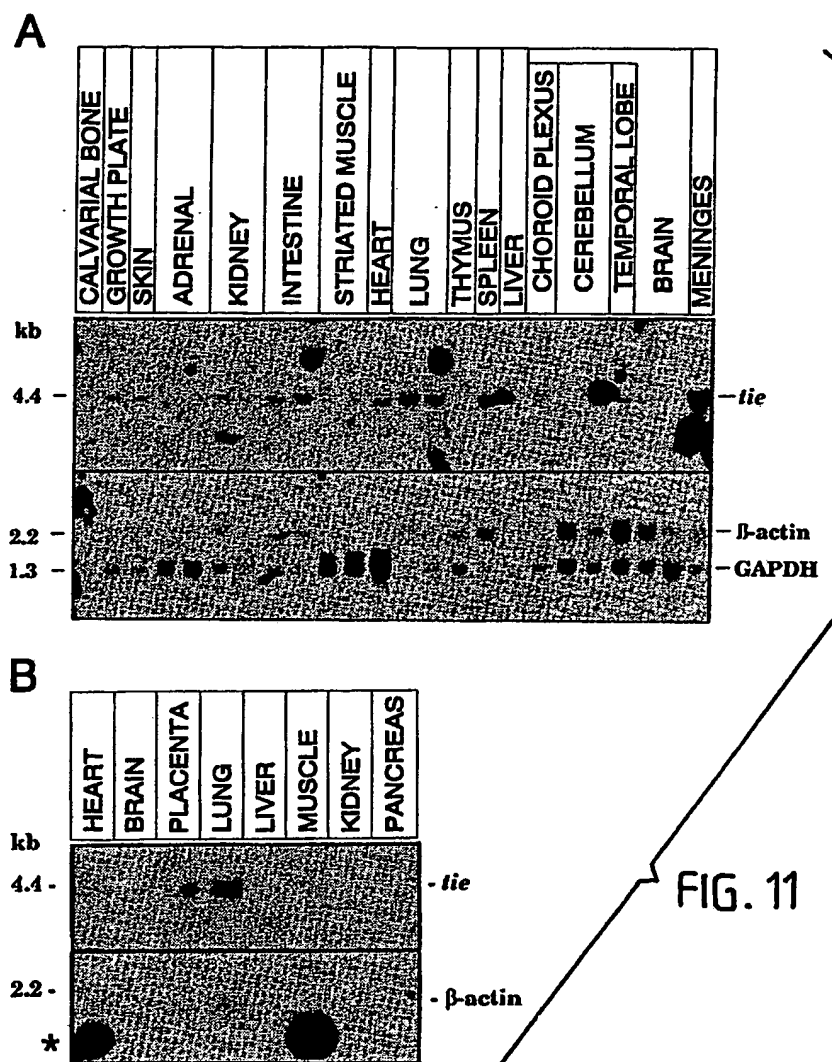 A
CALVARIAL BONE
GROWTH PLATE
SKIN
ADRENAL
KIDNEY
INTESTINE
STRIATED MUSCLE
HEART
LUNG
THYMUS
SPLEEN
LIVER
CHOROID PLEXUS
CEREBELLUM
TEMPORAL LOBE
BRAIN
MENINGES
kb
4.4
tie
2.2
ß-actin
1.3
GAPDH
B
HEART
BRAIN
PLACENTA
LUNG
LIVER
MUSCLE
KIDNEY
PANCREAS
kb
4.4 -
- tie
2.2 -
- β-actin
*
FIG. 11